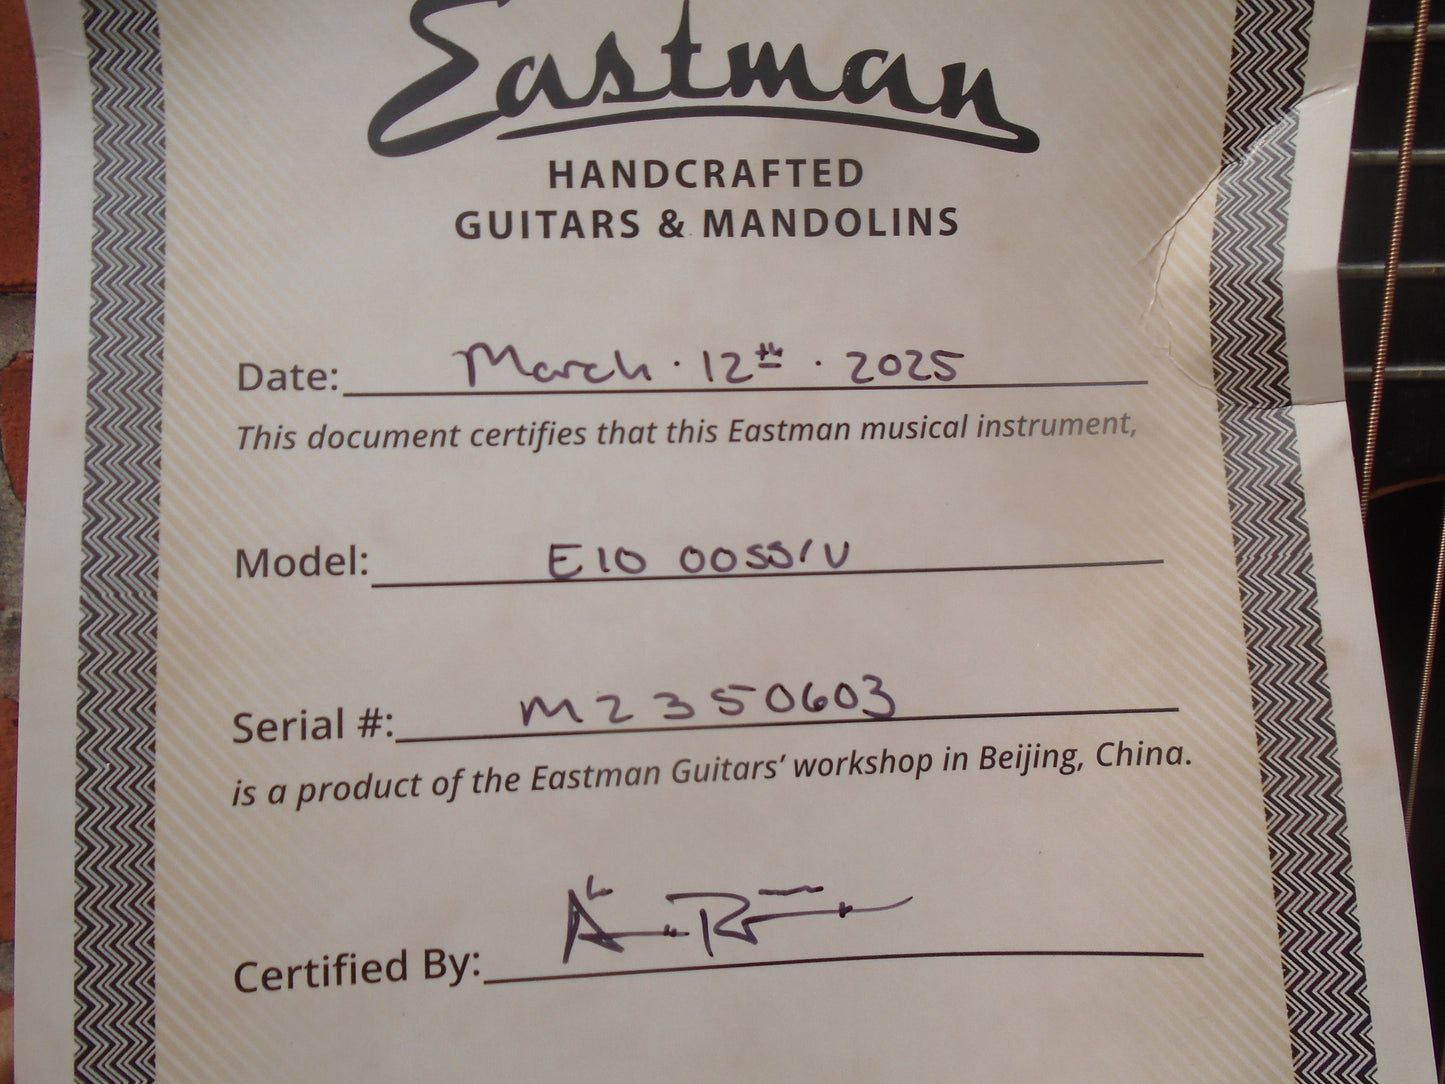 Eastman
HANDCRAFTED
GUITARS & MANDOLINS
Date: March · 12th · 2025
This document certifies that this Eastman musical instrument,
Model: E10 00SS/V
Serial #: M2350603
is a product of the Eastman Guitars’ workshop in Beijing, China.
Certified By: